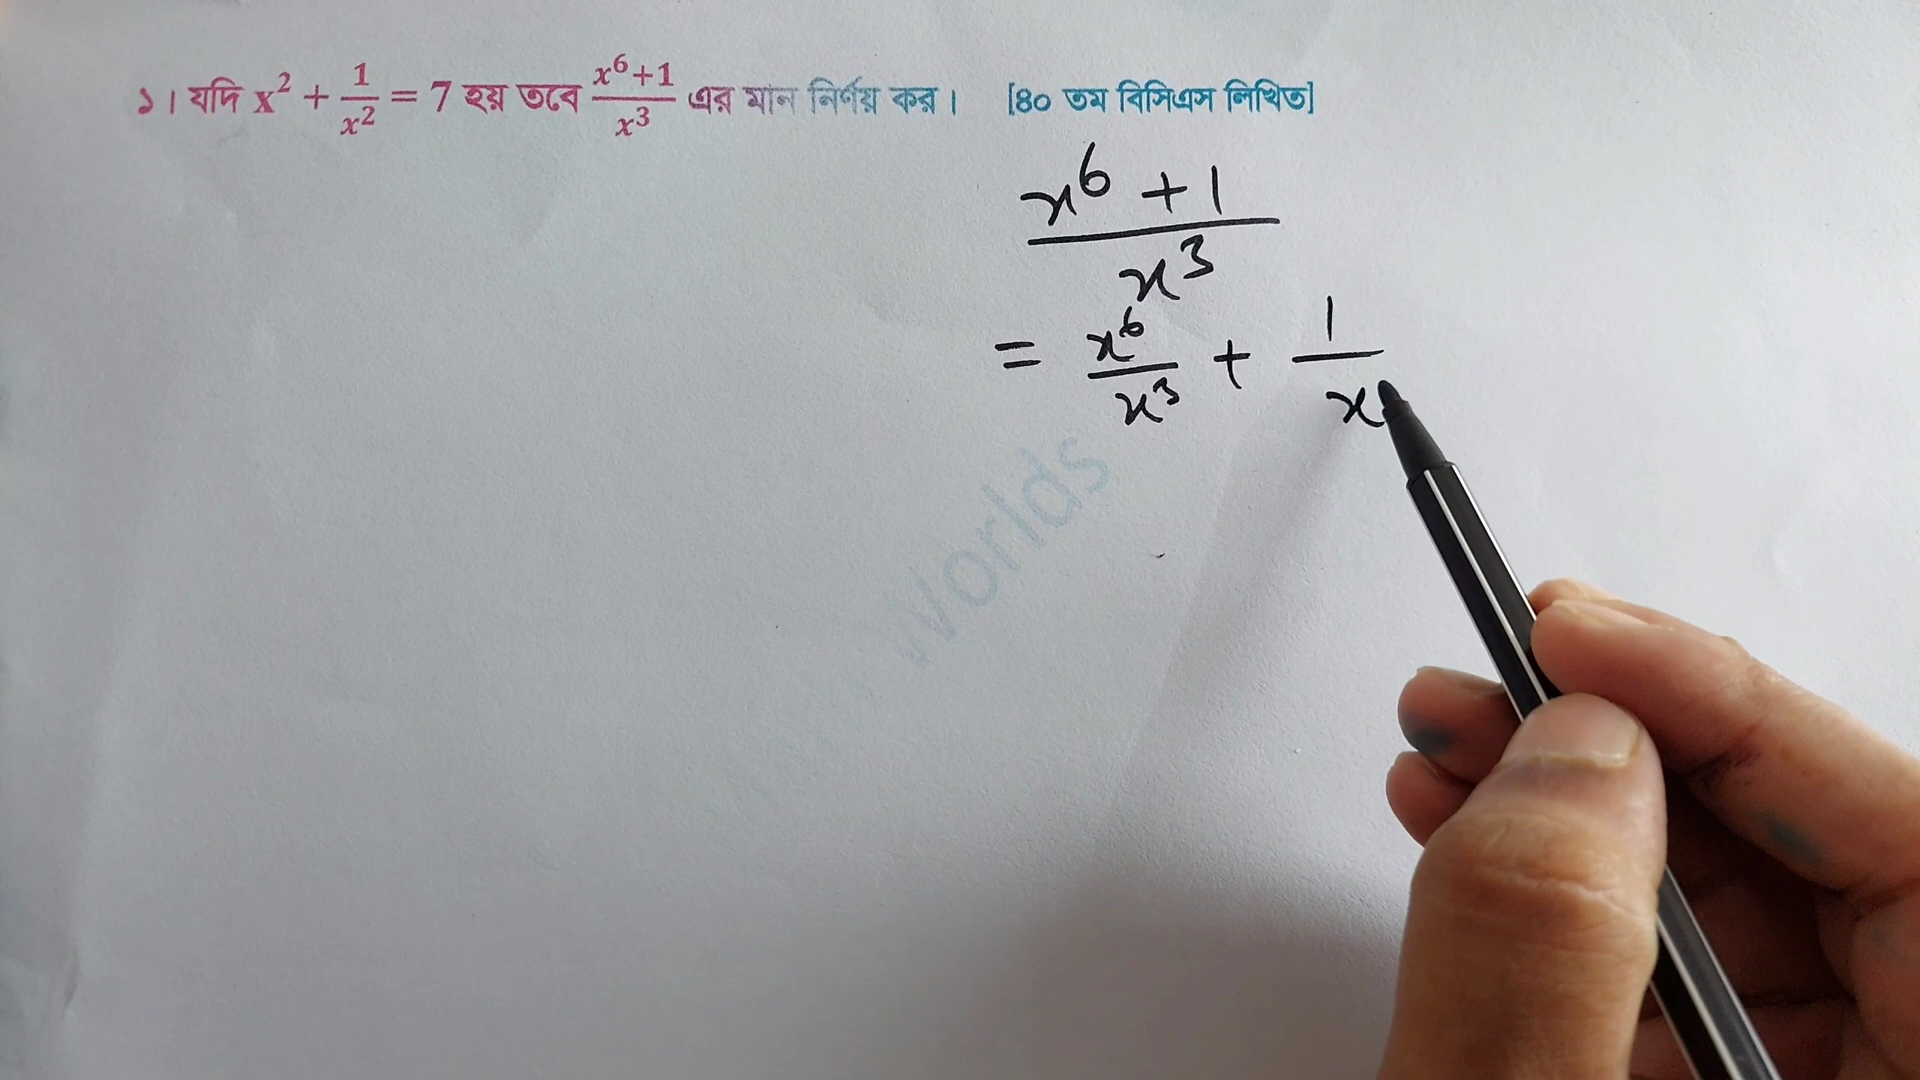 ১। যদি x² + 1/x² = 7 হয় তবে (x⁶+1)/x³ এর মান নির্ণয় কর। [৪০ তম বিসিএস লিখিত]
(x⁶ + 1)/x³
= x⁶/x³ + 1/x
Worlds